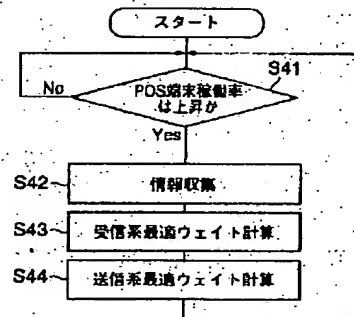 スタート
S41
No
POS端末稼働率
は上昇か
Yes
S42
情報収集
S43
受信系最適ウェイト計算
S44
送信系最適ウェイト計算